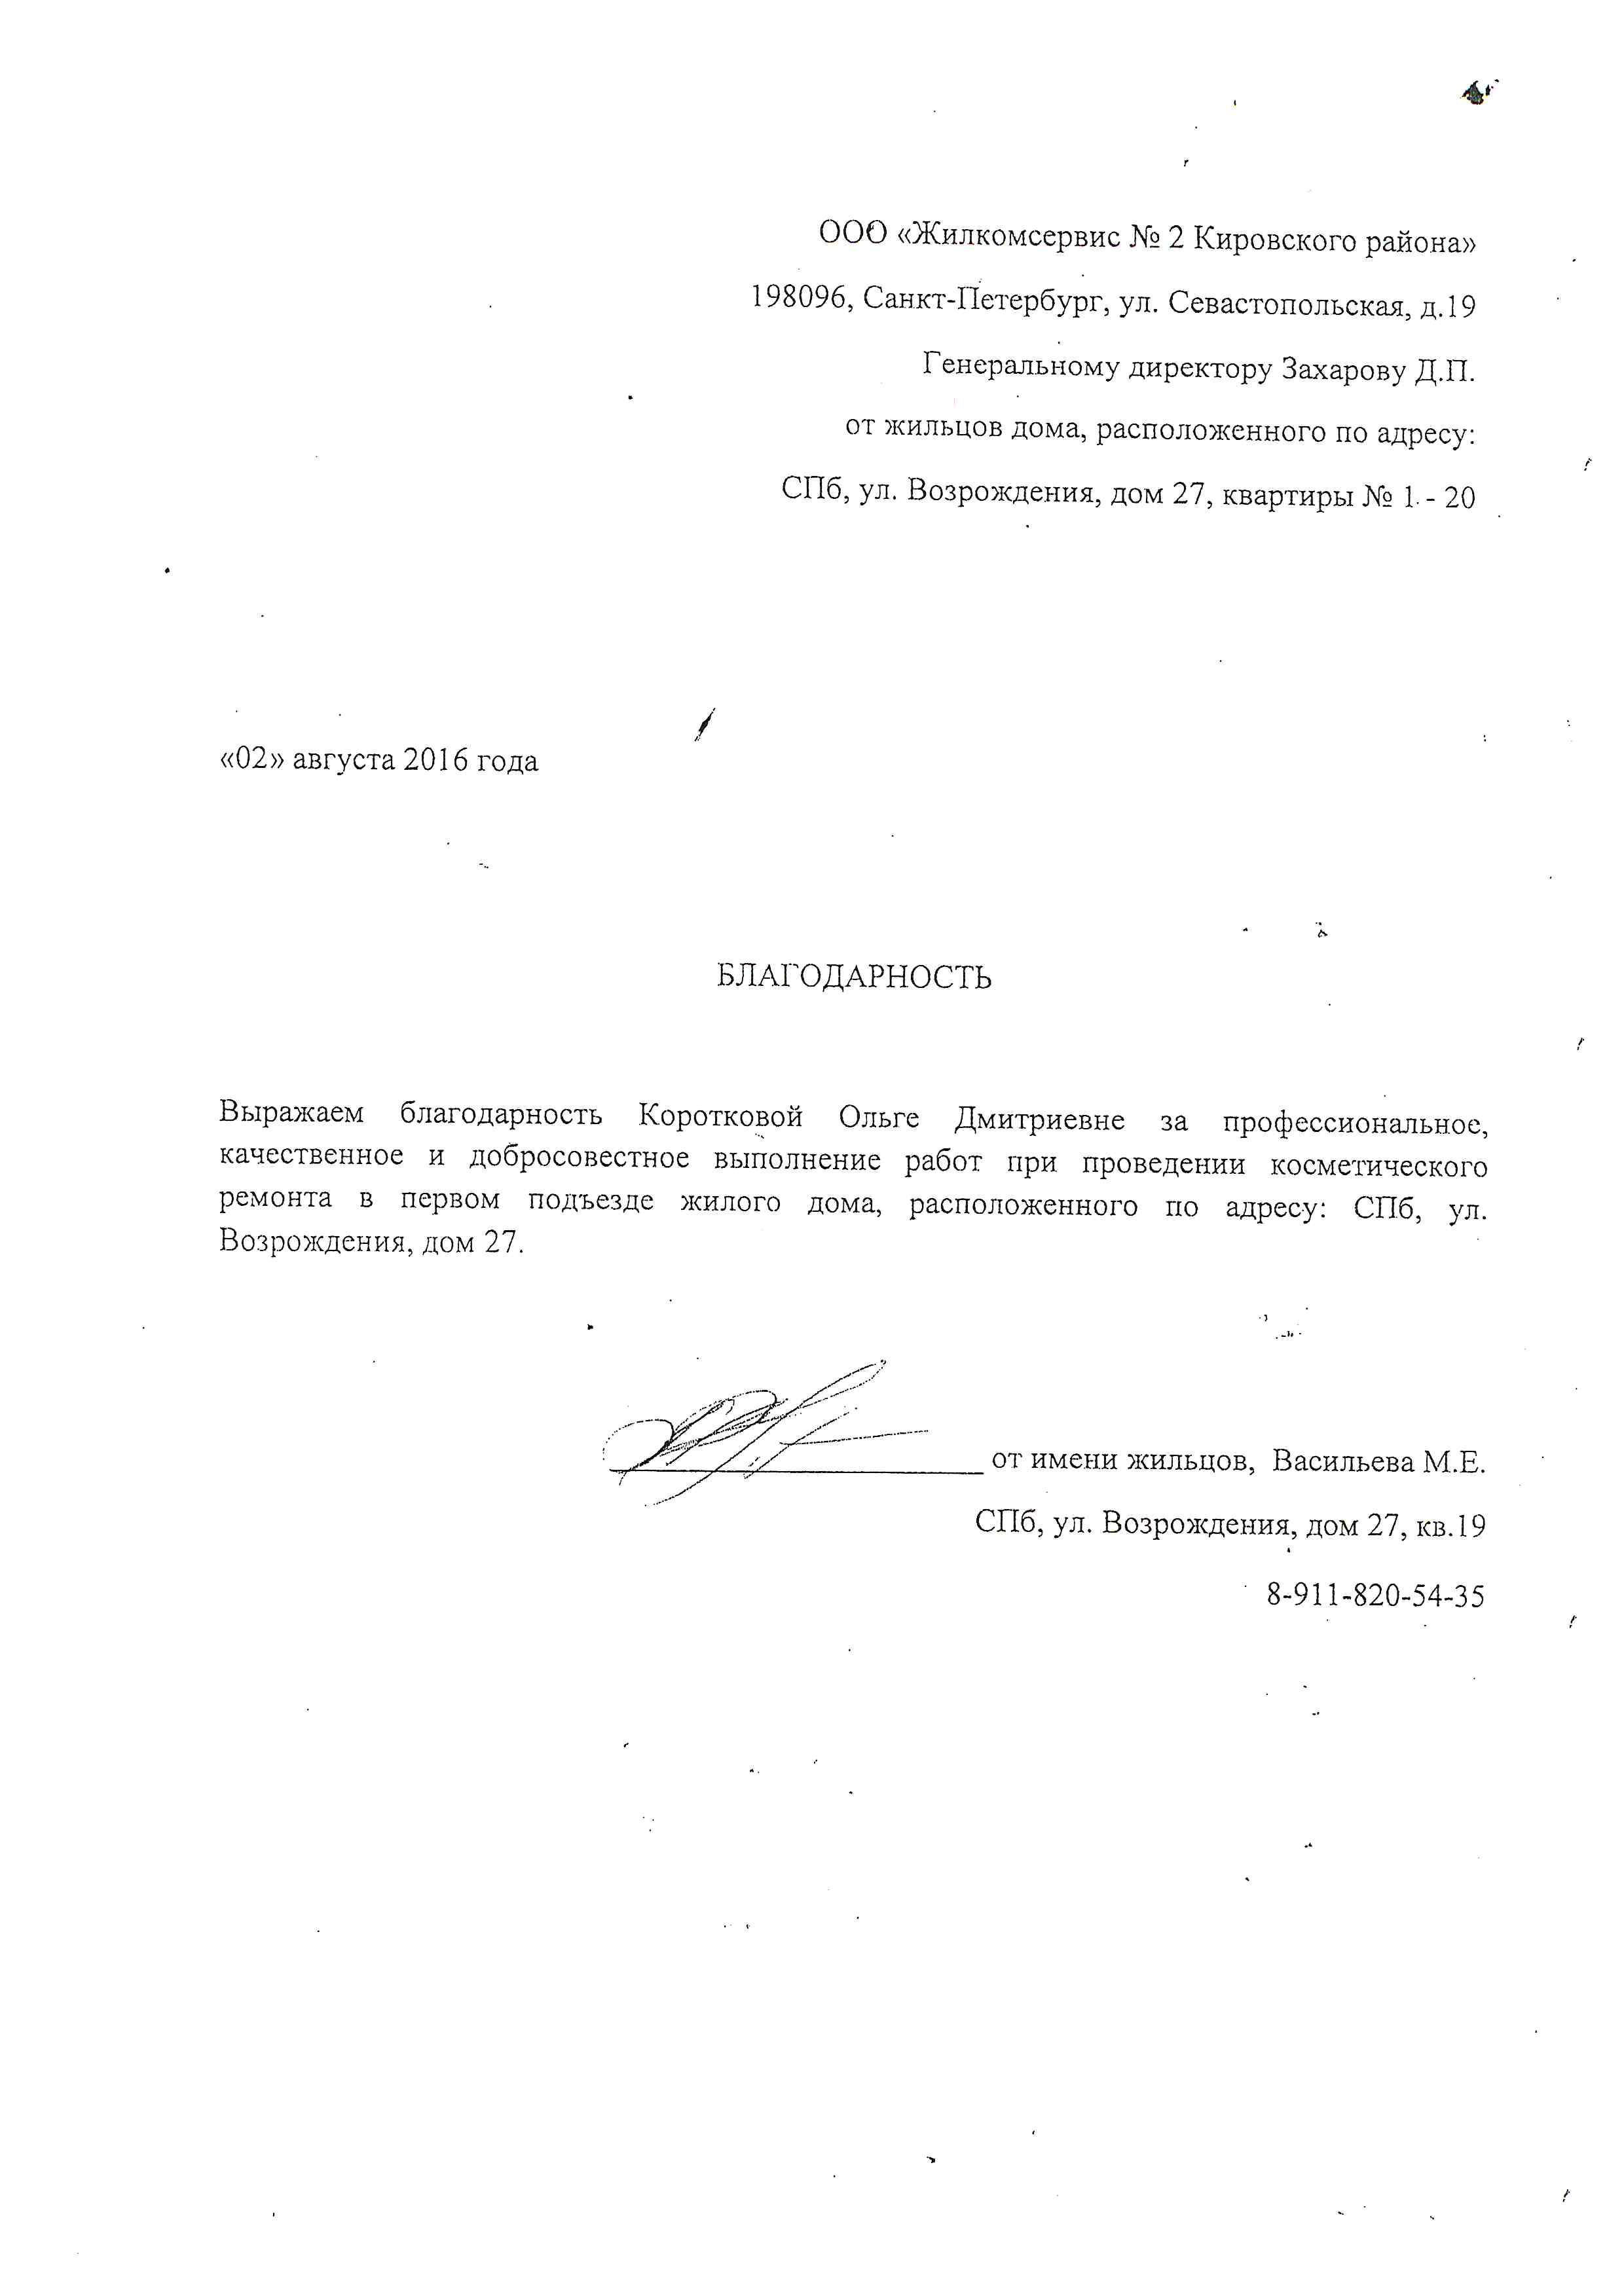 ООО «Жилкомсервис № 2 Кировского района»
198096, Санкт-Петербург, ул. Севастопольская, д.19
Генеральному директору Захарову Д.П.
от жильцов дома, расположенного по адресу:
СПб, ул. Возрождения, дом 27, квартиры № 1 - 20
«02» августа 2016 года
БЛАГОДАРНОСТЬ
Выражаем благодарность Коротковой Ольге Дмитриевне за профессиональное,
качественное и добросовестное выполнение работ при проведении косметического
ремонта в первом подъезде жилого дома, расположенного по адресу: СПб, ул.
Возрождения, дом 27.
от имени жильцов, Васильева М.Е.
СПб, ул. Возрождения, дом 27, кв.19
8-911-820-54-35